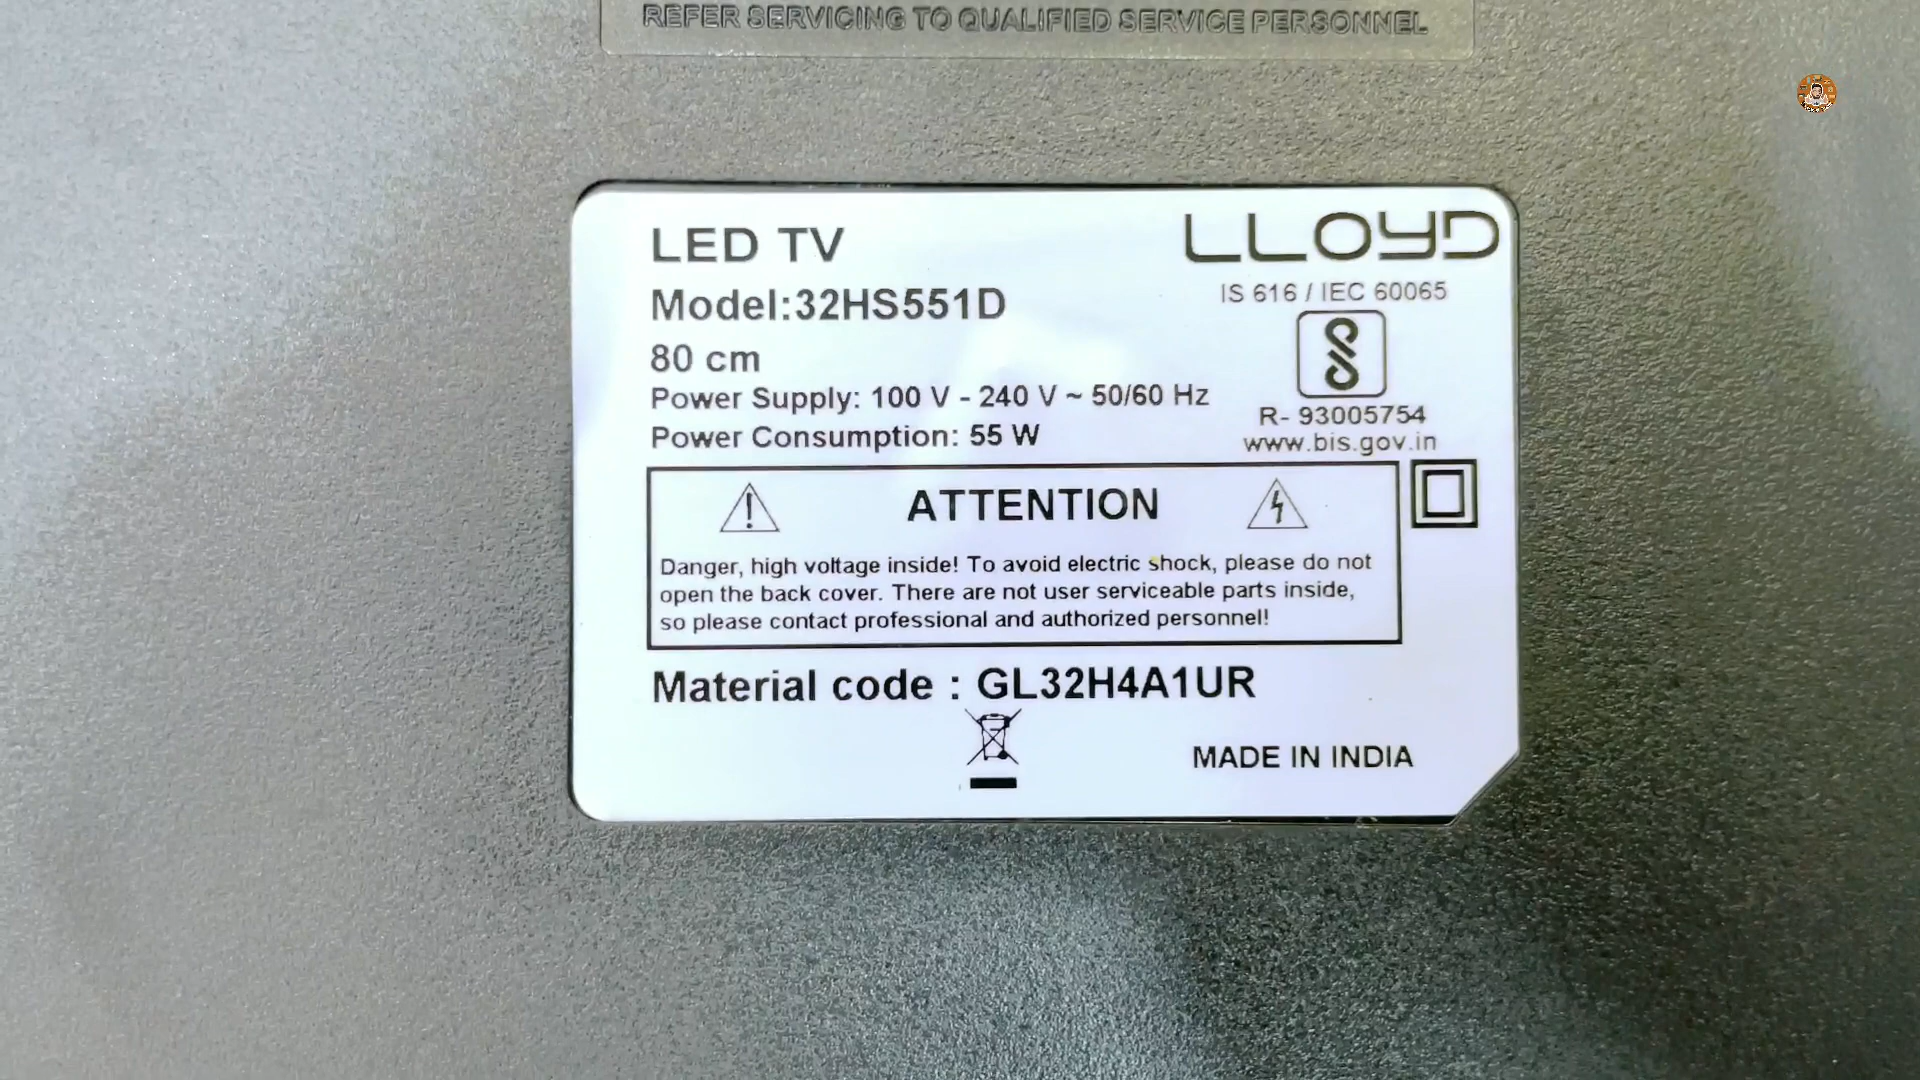 REFER SERVICING TO QUALIFIED SERVICE PERSONNEL
LED TV
LLOYD
Model:32HS551D
IS 616 / IEC 60065
80 cm
Power Supply: 100 V - 240 V ~ 50/60 Hz
R- 93005754
Power Consumption: 55 W
www.bis.gov.in
ATTENTION
Danger, high voltage inside! To avoid electric shock, please do not
open the back cover. There are not user serviceable parts inside,
so please contact professional and authorized personnel!
Material code : GL32H4A1UR
MADE IN INDIA